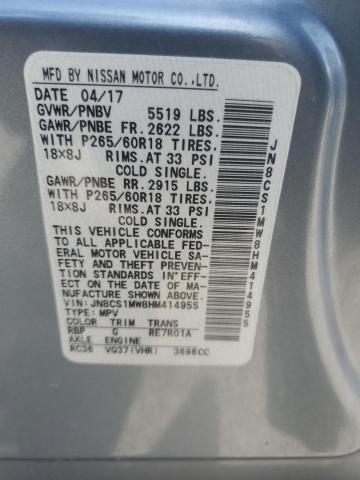 MFD BY NISSAN MOTOR CO.,LTD.
DATE 04/17
GVWR/PNBV 5519 LBS.
GAWR/PNBE FR. 2622 LBS.
WITH P265/60R18 TIRES,
18X8J RIMS.AT 33 PSI
COLD SINGLE.
GAWR/PNBE RR. 2915 LBS.
WITH P265/60R18 TIRES,
18X8J RIMS.AT 33 PSI
COLD SINGLE.
THIS VEHICLE CONFORMS
TO ALL APPLICABLE FED-
ERAL MOTOR VEHICLE SA-
FETY AND THEFT PREVEN-
TION STANDARDS IN EFF-
ECT ON THE DATE OF MA-
NUFACTURE SHOWN ABOVE.
VIN: JN8CS1MW8HM414955
TYPE: MPV
COLOR TRIM TRANS
RBP G RE7R01A
AXLE ENGINE
RC36 VQ37(VHR) 3696CC
JN8CS1MW8HM414955